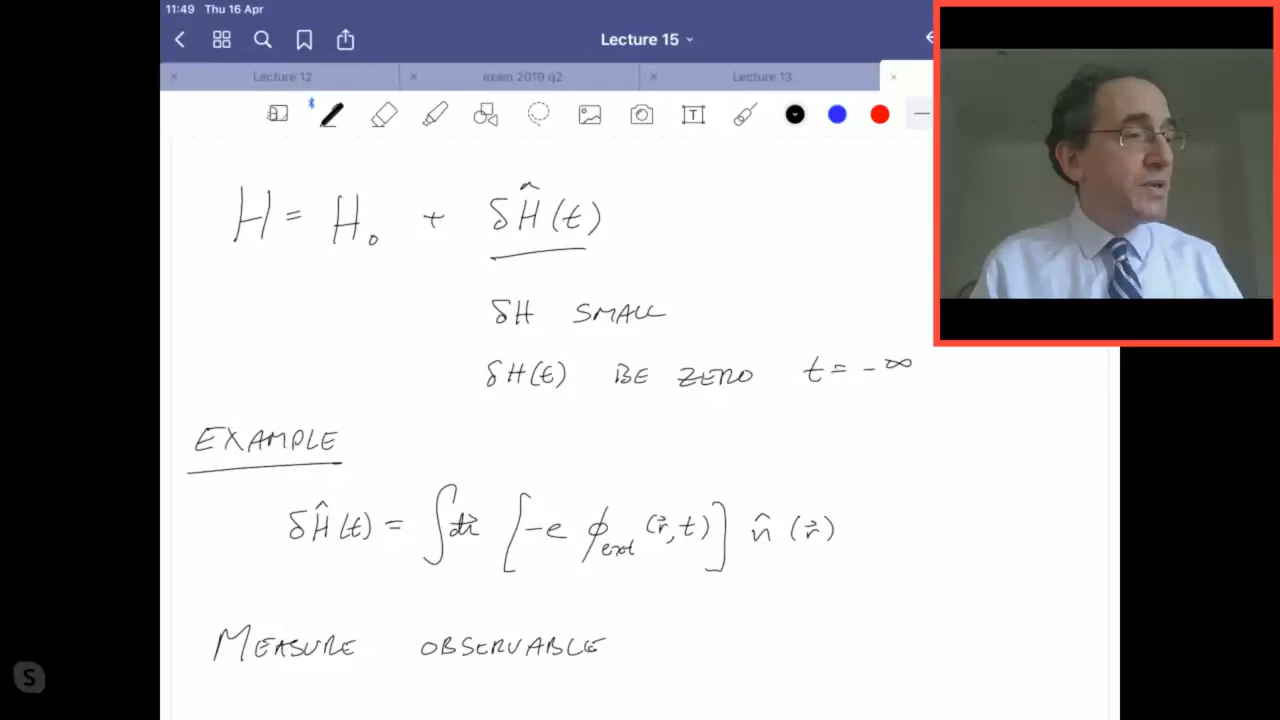 11:49 Thu 16 Apr
Lecture 15
Lecture 12 exam 2019 q2 Lecture 13
T
H = H₀ + δĤ(t)
δH SMALL
δH(t) BE ZERO t = -∞
EXAMPLE
δĤ(t) = ∫dr⃗ [-e ϕext (r⃗, t)] n̂ (r⃗)
MEASURE OBSERVABLE
S